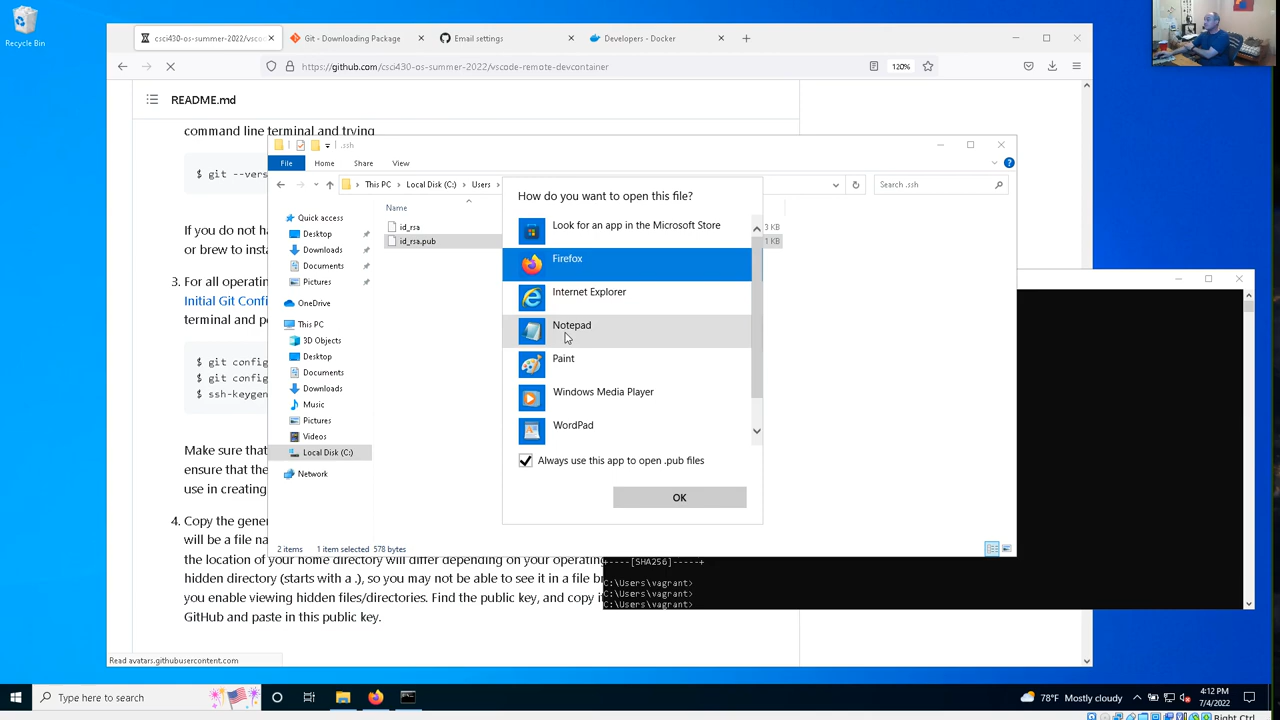 Recycle Bin
csci430-os-summer-2022/vscod
Git - Downloading Package
Email settings
Developers - Docker
https://github.com/csci430-os-summer-2022/vscode-remote-devcontainer
120%
README.md
command line terminal and trying
$ git --vers
If you do not h
or brew to insta
3. For all operatin
Initial Git Confi
terminal and pe
$ git config
$ git config
$ ssh-keygen
Make sure that
ensure that the
use in creating
4. Copy the gener
will be a file na
the location of your home directory will differ depending on your operating
hidden directory (starts with a .), so you may not be able to see it in a file br
you enable viewing hidden files/directories. Find the public key, and copy i
GitHub and paste in this public key.
Read avatars.githubusercontent.com
.ssh
File
Home
Share
View
This PC
Local Disk (C:)
Users
Search .ssh
Name
Quick access
Desktop
Downloads
Documents
Pictures
OneDrive
This PC
3D Objects
Desktop
Documents
Downloads
Music
Pictures
Videos
Local Disk (C:)
Network
id_rsa
3 KB
id_rsa.pub
1 KB
2 items
1 item selected 578 bytes
How do you want to open this file?
Look for an app in the Microsoft Store
Firefox
Internet Explorer
Notepad
Paint
Windows Media Player
WordPad
Always use this app to open .pub files
OK
+----[SHA256]-----+
C:\Users\vagrant>
C:\Users\vagrant>
C:\Users\vagrant>
Type here to search
78°F Mostly cloudy
4:12 PM
7/4/2022
Right Ctrl